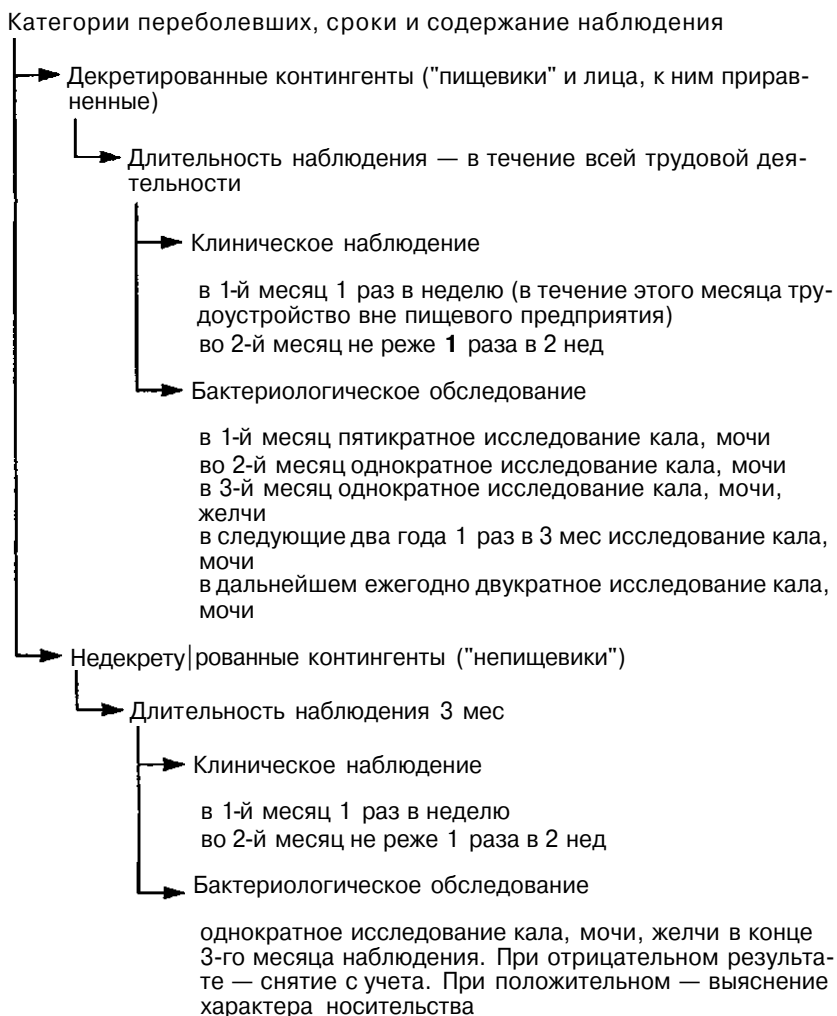 Категории переболевших, сроки и содержание наблюдения
Декретированные контингенты ("пищевики" и лица, к ним прирав-
ненные)
Длительность наблюдения — в течение всей трудовой дея-
тельности
Клиническое наблюдение
в 1-й месяц 1 раз в неделю (в течение этого месяца тру-
доустройство вне пищевого предприятия)
во 2-й месяц не реже 1 раза в 2 нед
Бактериологическое обследование
в 1-й месяц пятикратное исследование кала, мочи
во 2-й месяц однократное исследование кала, мочи
в 3-й месяц однократное исследование кала, мочи,
желчи
в следующие два года 1 раз в 3 мес исследование кала,
мочи
в дальнейшем ежегодно двукратное исследование кала,
мочи
Недекрету|рованные контингенты ("непищевики")
Длительность наблюдения 3 мес
Клиническое наблюдение
в 1-й месяц 1 раз в неделю
во 2-й месяц не реже 1 раза в 2 нед
Бактериологическое обследование
однократное исследование кала, мочи, желчи в конце
3-го месяца наблюдения. При отрицательном результа-
те — снятие с учета. При положительном — выяснение
характера носительства